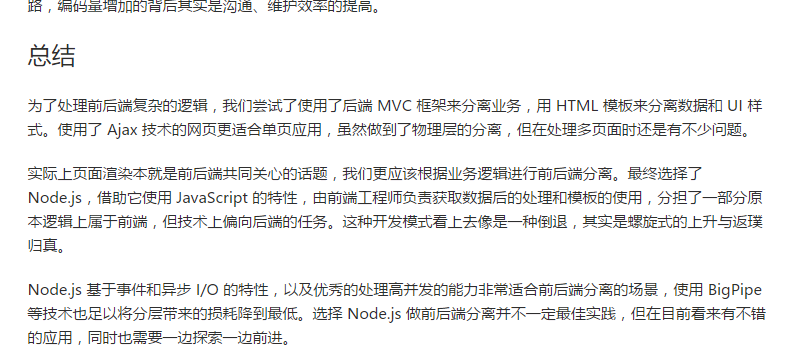 路，编码量增加的背后其实是沟通、维护效率的提高。
总结
为了处理前后端复杂的逻辑，我们尝试了使用了后端 MVC 框架来分离业务，用 HTML 模板来分离数据和 UI 样
式。使用了 Ajax 技术的网页更适合单页应用，虽然做到了物理层的分离，但在处理多页面时还是有不少问题。
实际上页面渲染本就是前后端共同关心的话题，我们更应该根据业务逻辑进行前后端分离。最终选择了
Node.js，借助它使用 JavaScript 的特性，由前端工程师负责获取数据后的处理和模板的使用，分担了一部分原
本逻辑上属于前端，但技术上偏向后端的任务。这种开发模式看上去像是一种倒退，其实是螺旋式的上升与返璞
归真。
Node.js 基于事件和异步 I/O 的特性，以及优秀的处理高并发的能力非常适合前后端分离的场景，使用 BigPipe
等技术也足以将分层带来的损耗降到最低。选择 Node.js 做前后端分离并不一定最佳实践，但在目前看来有不错
的应用，同时也需要一边探索一边前进。